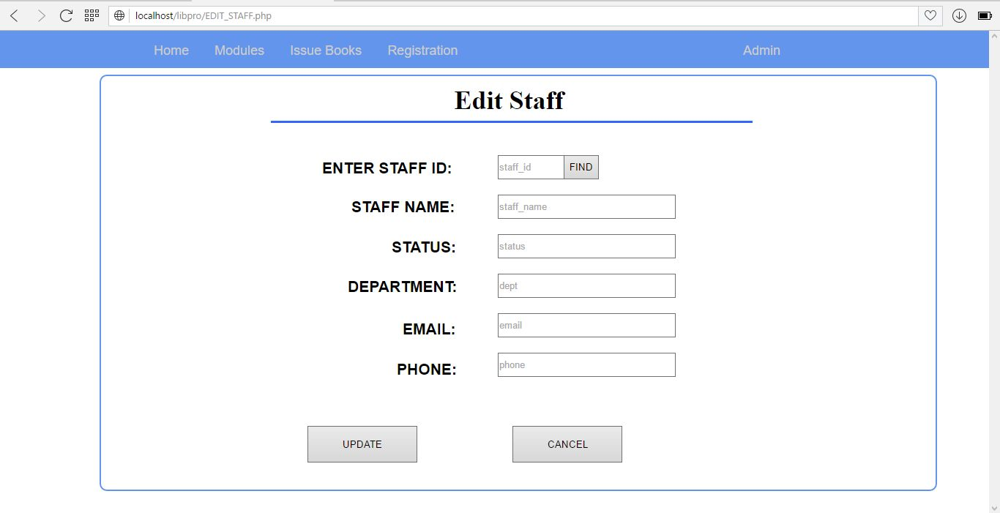 localhost/libpro/EDIT_STAFF.php
Home Modules Issue Books Registration Admin
Edit Staff
ENTER STAFF ID: staff_id FIND
STAFF NAME: staff_name
STATUS: status
DEPARTMENT: dept
EMAIL: email
PHONE: phone
UPDATE CANCEL